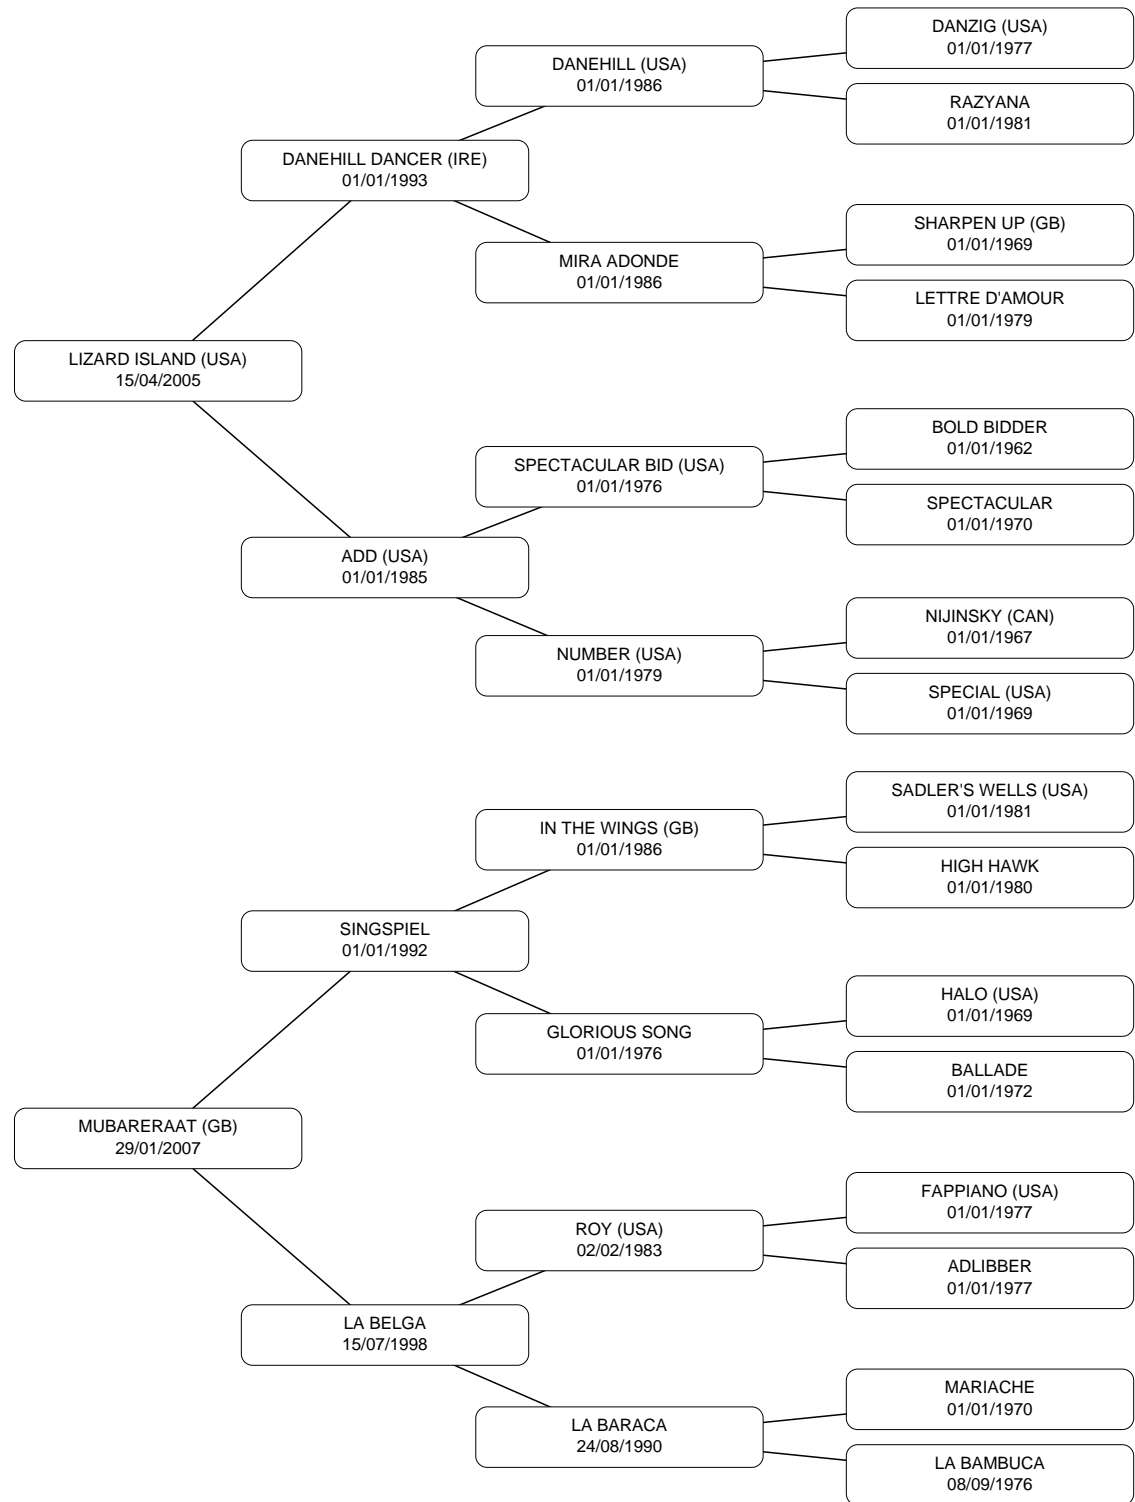 DANZIG (USA)
01/01/1977
DANEHILL (USA)
01/01/1986
RAZYANA
01/01/1981
DANEHILL DANCER (IRE)
01/01/1993
SHARPEN UP (GB)
01/01/1969
MIRA ADONDE
01/01/1986
LETTRE D'AMOUR
01/01/1979
LIZARD ISLAND (USA)
15/04/2005
BOLD BIDDER
01/01/1962
SPECTACULAR BID (USA)
01/01/1976
SPECTACULAR
01/01/1970
ADD (USA)
01/01/1985
NIJINSKY (CAN)
01/01/1967
NUMBER (USA)
01/01/1979
SPECIAL (USA)
01/01/1969
SADLER'S WELLS (USA)
01/01/1981
IN THE WINGS (GB)
01/01/1986
HIGH HAWK
01/01/1980
SINGSPIEL
01/01/1992
HALO (USA)
01/01/1969
GLORIOUS SONG
01/01/1976
BALLADE
01/01/1972
MUBARERAAT (GB)
29/01/2007
FAPPIANO (USA)
01/01/1977
ROY (USA)
02/02/1983
ADLIBBER
01/01/1977
LA BELGA
15/07/1998
MARIACHE
01/01/1970
LA BARACA
24/08/1990
LA BAMBUCA
08/09/1976